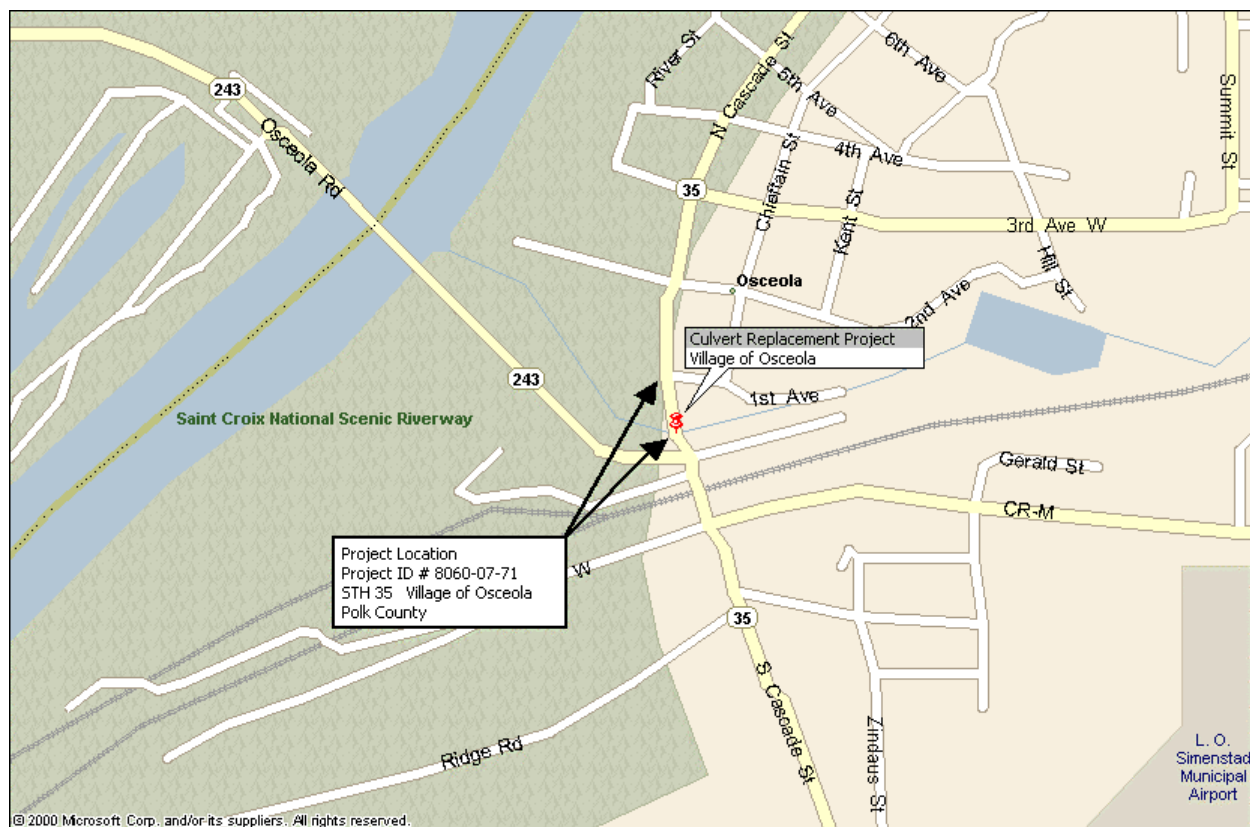 River St
N Cascade St
5th Ave
6th Ave
Summit St
243
Osceola Rd
4th Ave
35
Chieftain St
Kent St
3rd Ave W
Hill St
Osceola
2nd Ave
Culvert Replacement Project
Village of Osceola
243
1st Ave
Saint Croix National Scenic Riverway
Gerald St
CR-M
Project Location
Project ID # 8060-07-71
STH 35 Village of Osceola
Polk County
W
35
S Cascade St
Zindaus St
Ridge Rd
L. O.
Simenstad
Municipal
Airport
© 2000 Microsoft Corp. and/or its suppliers. All rights reserved.